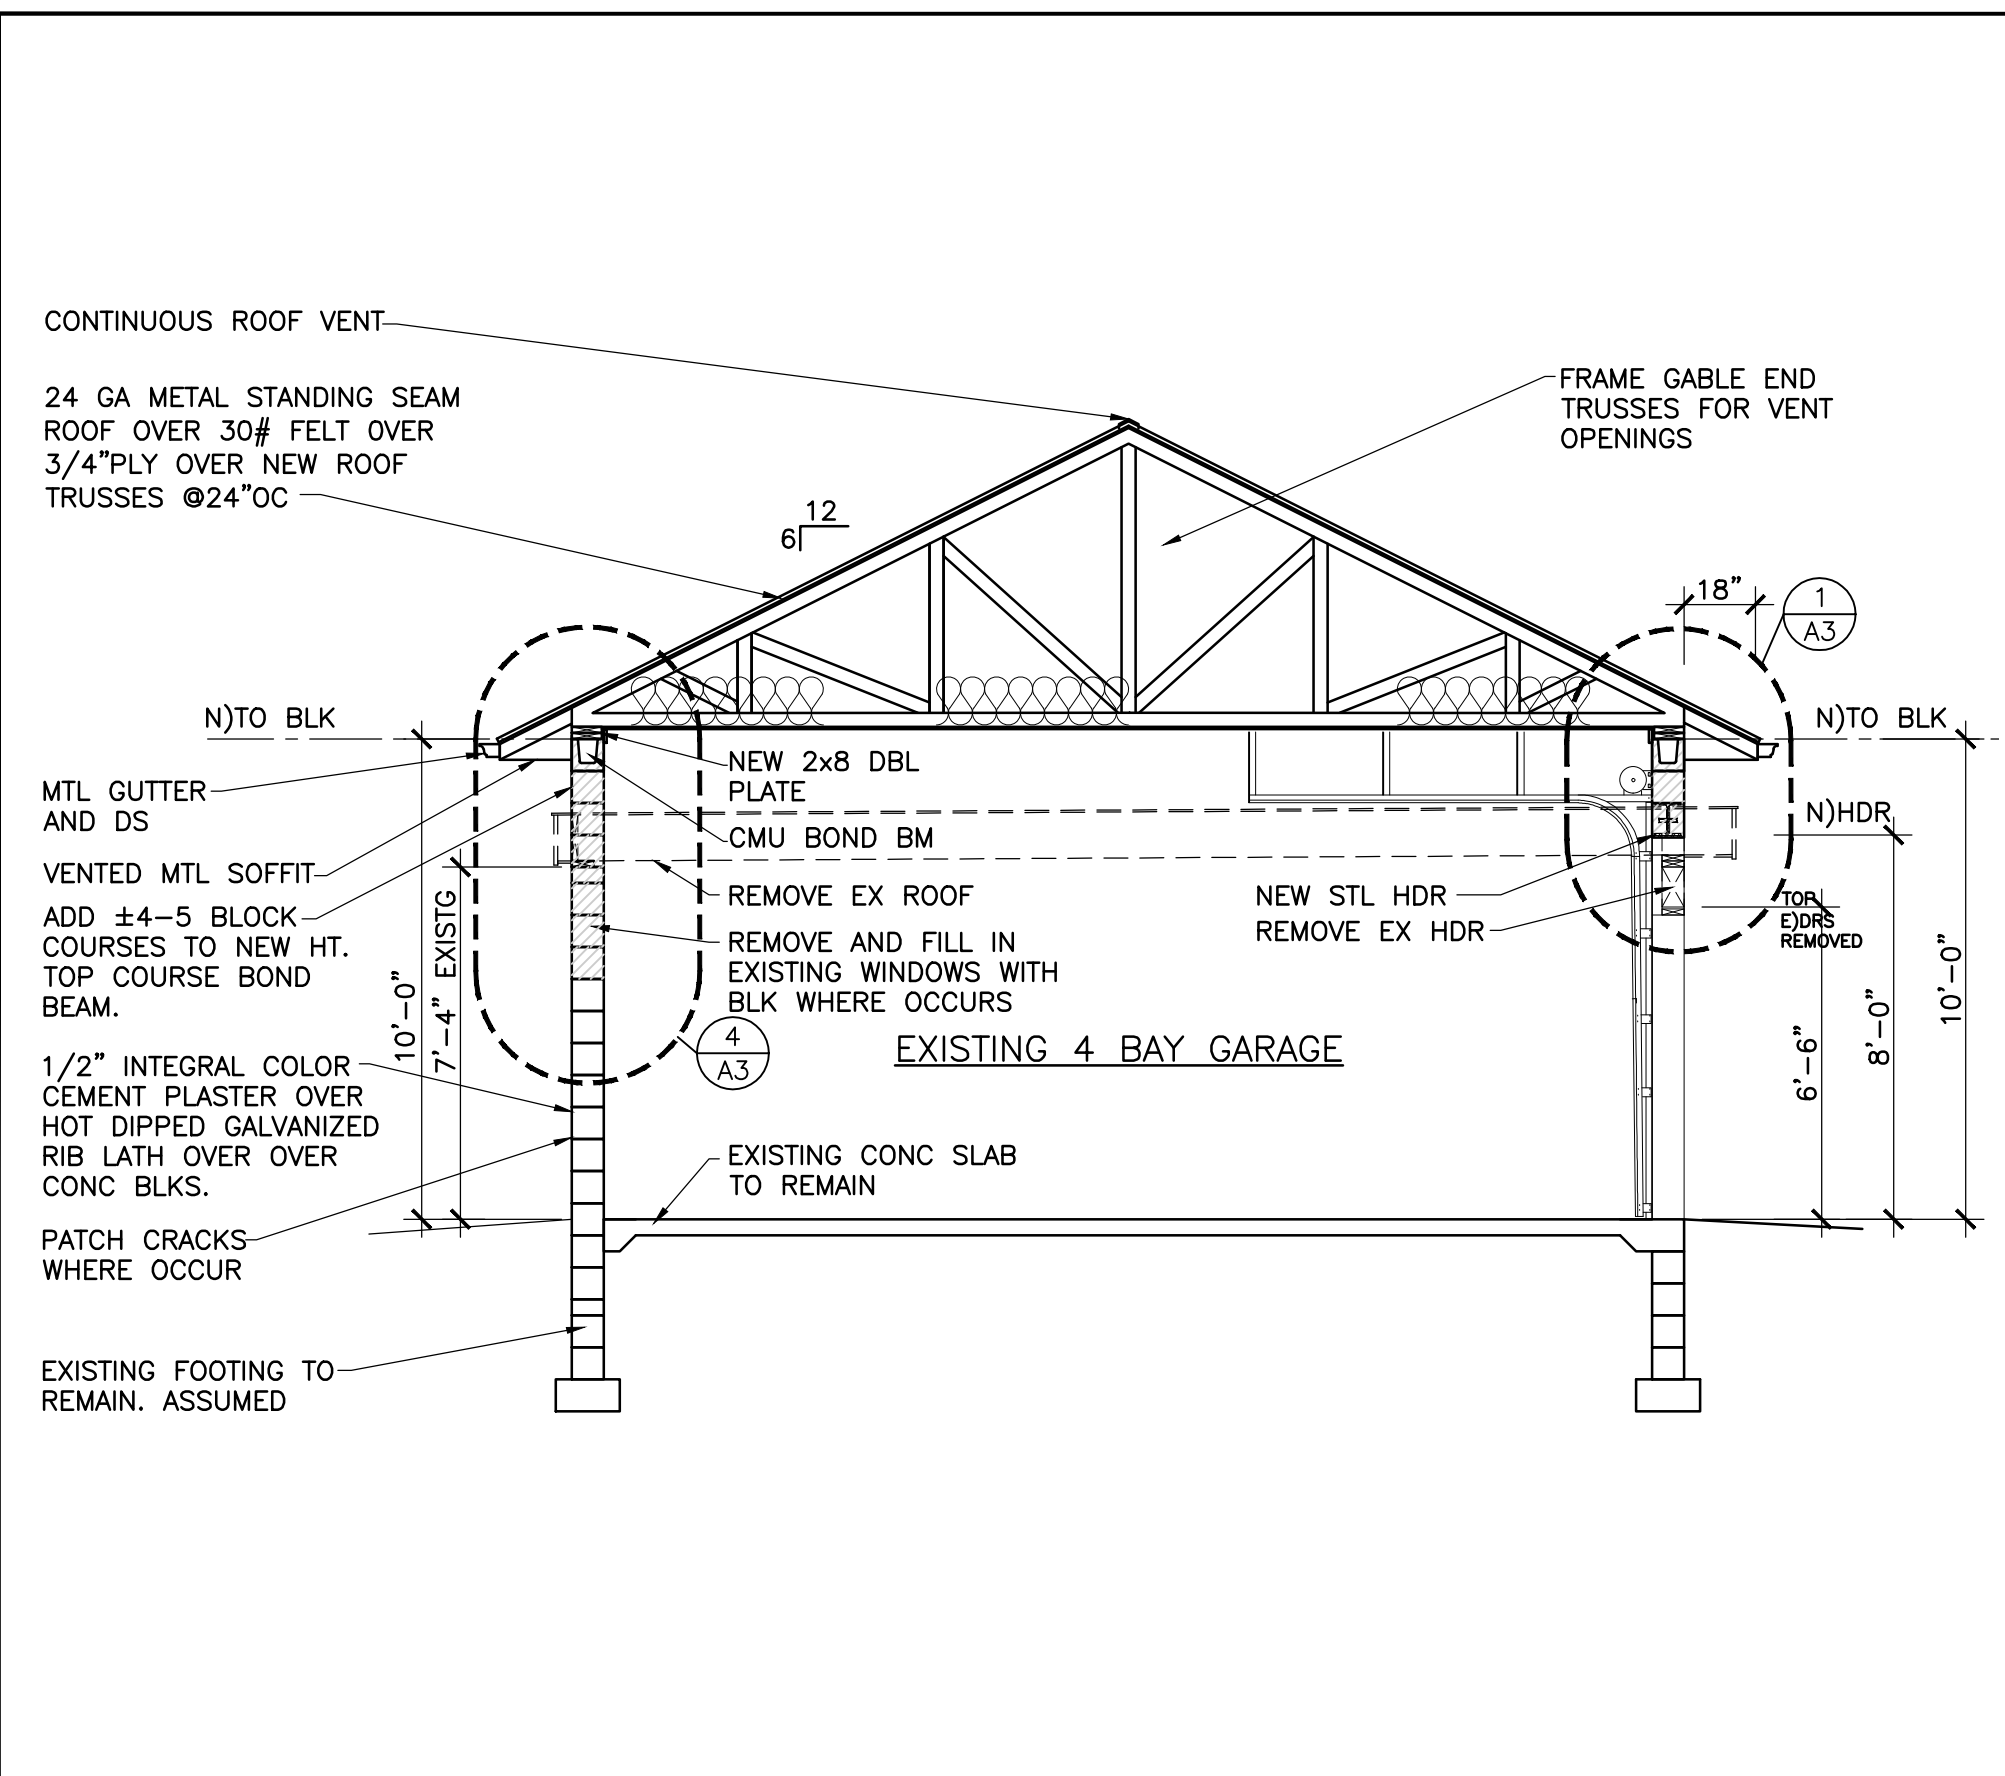 CONTINUOUS ROOF VENT
24 GA METAL STANDING SEAM
ROOF OVER 30# FELT OVER
3/4"PLY OVER NEW ROOF
TRUSSES @24"OC
FRAME GABLE END
TRUSSES FOR VENT
OPENINGS
12
6
18"
1
A3
N)TO BLK
N)TO BLK
MTL GUTTER
AND DS
VENTED MTL SOFFIT
ADD ±4-5 BLOCK
COURSES TO NEW HT.
TOP COURSE BOND
BEAM.
1/2" INTEGRAL COLOR
CEMENT PLASTER OVER
HOT DIPPED GALVANIZED
RIB LATH OVER OVER
CONC BLKS.
PATCH CRACKS
WHERE OCCUR
EXISTING FOOTING TO
REMAIN. ASSUMED
10'-0"
7'-4" EXISTG
NEW 2x8 DBL
PLATE
CMU BOND BM
REMOVE EX ROOF
REMOVE AND FILL IN
EXISTING WINDOWS WITH
BLK WHERE OCCURS
4
A3
EXISTING 4 BAY GARAGE
EXISTING CONC SLAB
TO REMAIN
NEW STL HDR
REMOVE EX HDR
N)HDR
TOP
E)DRS
REMOVED
6'-6"
8'-0"
10'-0"